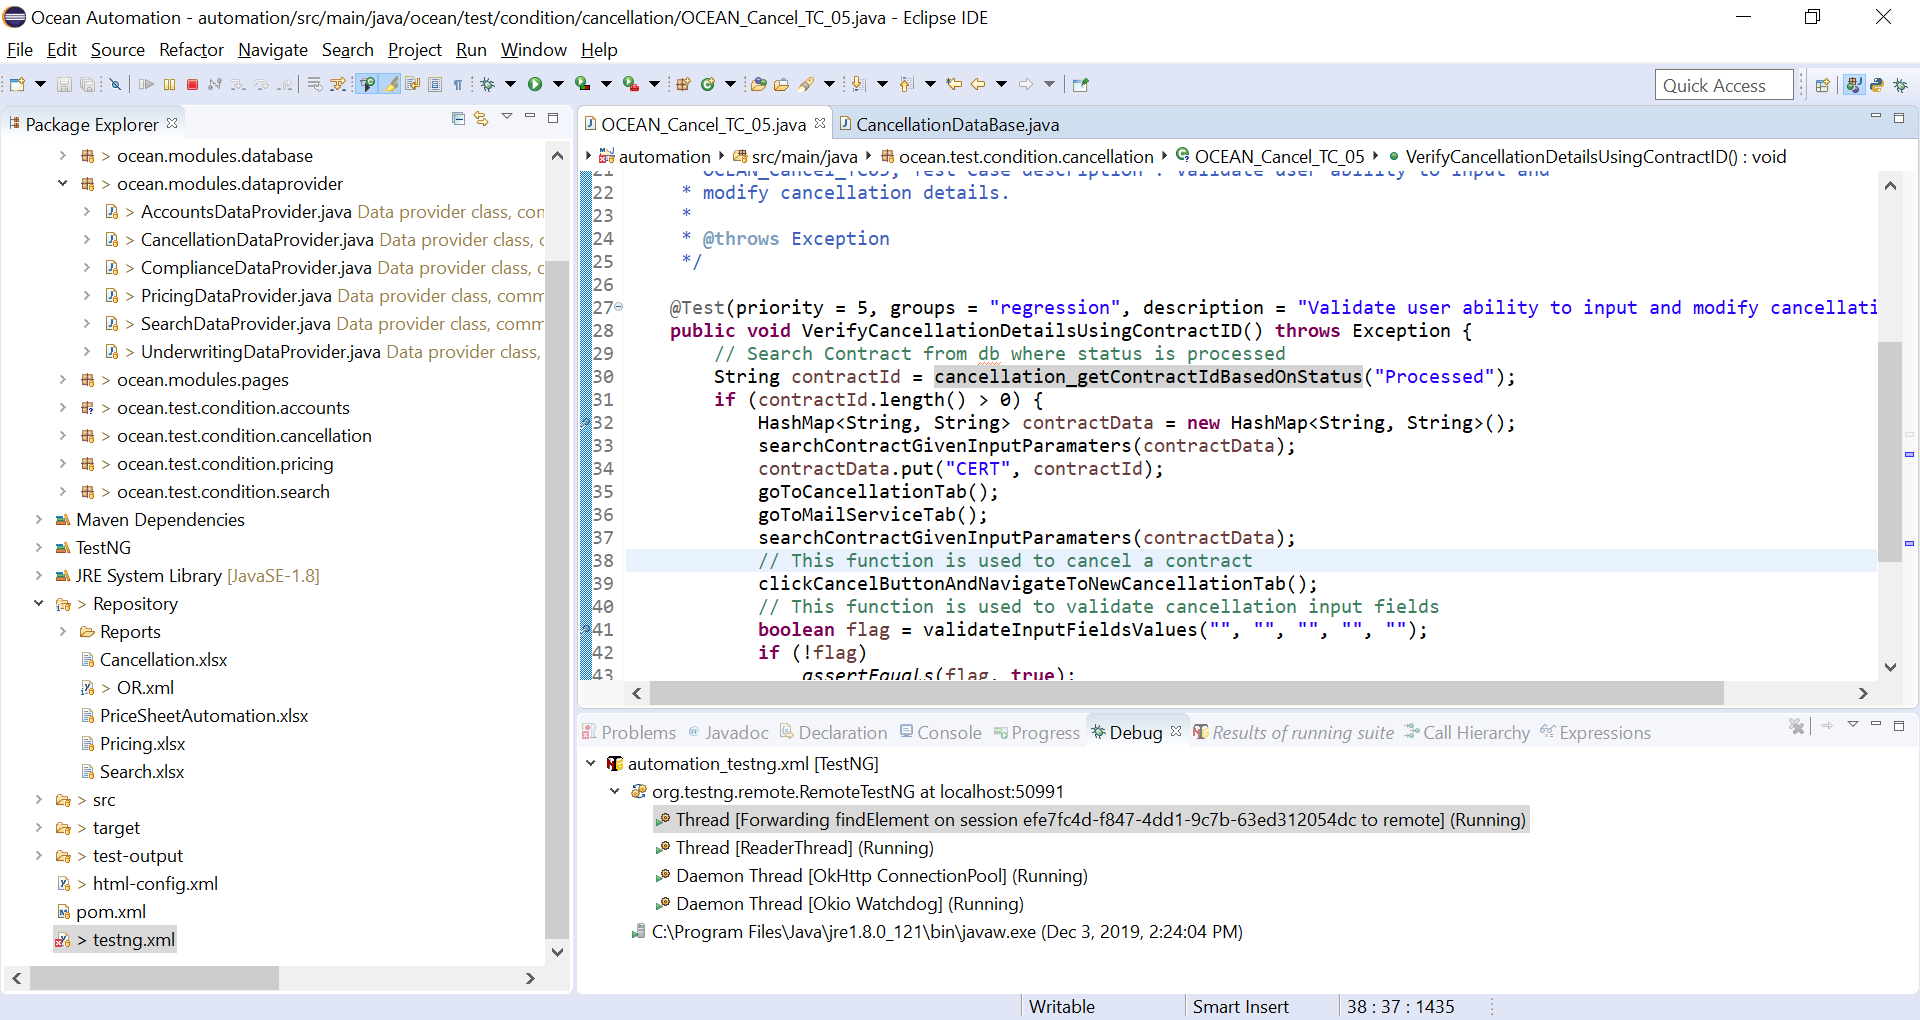 Ocean Automation - automation/src/main/java/ocean/test/condition/cancellation/OCEAN_Cancel_TC_05.java - Eclipse IDE
File Edit Source Refactor Navigate Search Project Run Window Help
Quick Access
Package Explorer
> ocean.modules.database
> ocean.modules.dataprovider
> AccountsDataProvider.java Data provider class, con
> CancellationDataProvider.java Data provider class, c
> ComplianceDataProvider.java Data provider class, c
> PricingDataProvider.java Data provider class, comm
> SearchDataProvider.java Data provider class, comm
> UnderwritingDataProvider.java Data provider class,
> ocean.modules.pages
> ocean.test.condition.accounts
> ocean.test.condition.cancellation
> ocean.test.condition.pricing
> ocean.test.condition.search
Maven Dependencies
TestNG
JRE System Library [JavaSE-1.8]
> Repository
Reports
Cancellation.xlsx
> OR.xml
PriceSheetAutomation.xlsx
Pricing.xlsx
Search.xlsx
> src
> target
> test-output
> html-config.xml
pom.xml
> testng.xml
OCEAN_Cancel_TC_05.java CancellationDataBase.java
automation src/main/java ocean.test.condition.cancellation OCEAN_Cancel_TC_05 VerifyCancellationDetailsUsingContractID() : void
21 OCEAN_Cancel_TC05, Test Case description : Validate user ability to input and
22 * modify cancellation details.
23 *
24 * @throws Exception
25 */
26
27 @Test(priority = 5, groups = "regression", description = "Validate user ability to input and modify cancellati
28 public void VerifyCancellationDetailsUsingContractID() throws Exception {
29 // Search Contract from db where status is processed
30 String contractId = cancellation_getContractIdBasedOnStatus("Processed");
31 if (contractId.length() > 0) {
32 HashMap<String, String> contractData = new HashMap<String, String>();
33 searchContractGivenInputParamaters(contractData);
34 contractData.put("CERT", contractId);
35 goToCancellationTab();
36 goToMailServiceTab();
37 searchContractGivenInputParamaters(contractData);
38 // This function is used to cancel a contract
39 clickCancelButtonAndNavigateToNewCancellationTab();
40 // This function is used to validate cancellation input fields
41 boolean flag = validateInputFieldsValues("", "", "", "", "");
42 if (!flag)
43 assertEquals(flag, true);
Problems Javadoc Declaration Console Progress Debug Results of running suite Call Hierarchy Expressions
automation_testng.xml [TestNG]
org.testng.remote.RemoteTestNG at localhost:50991
Thread [Forwarding findElement on session efe7fc4d-f847-4dd1-9c7b-63ed312054dc to remote] (Running)
Thread [ReaderThread] (Running)
Daemon Thread [OkHttp ConnectionPool] (Running)
Daemon Thread [Okio Watchdog] (Running)
C:\Program Files\Java\jre1.8.0_121\bin\javaw.exe (Dec 3, 2019, 2:24:04 PM)
Writable Smart Insert 38 : 37 : 1435